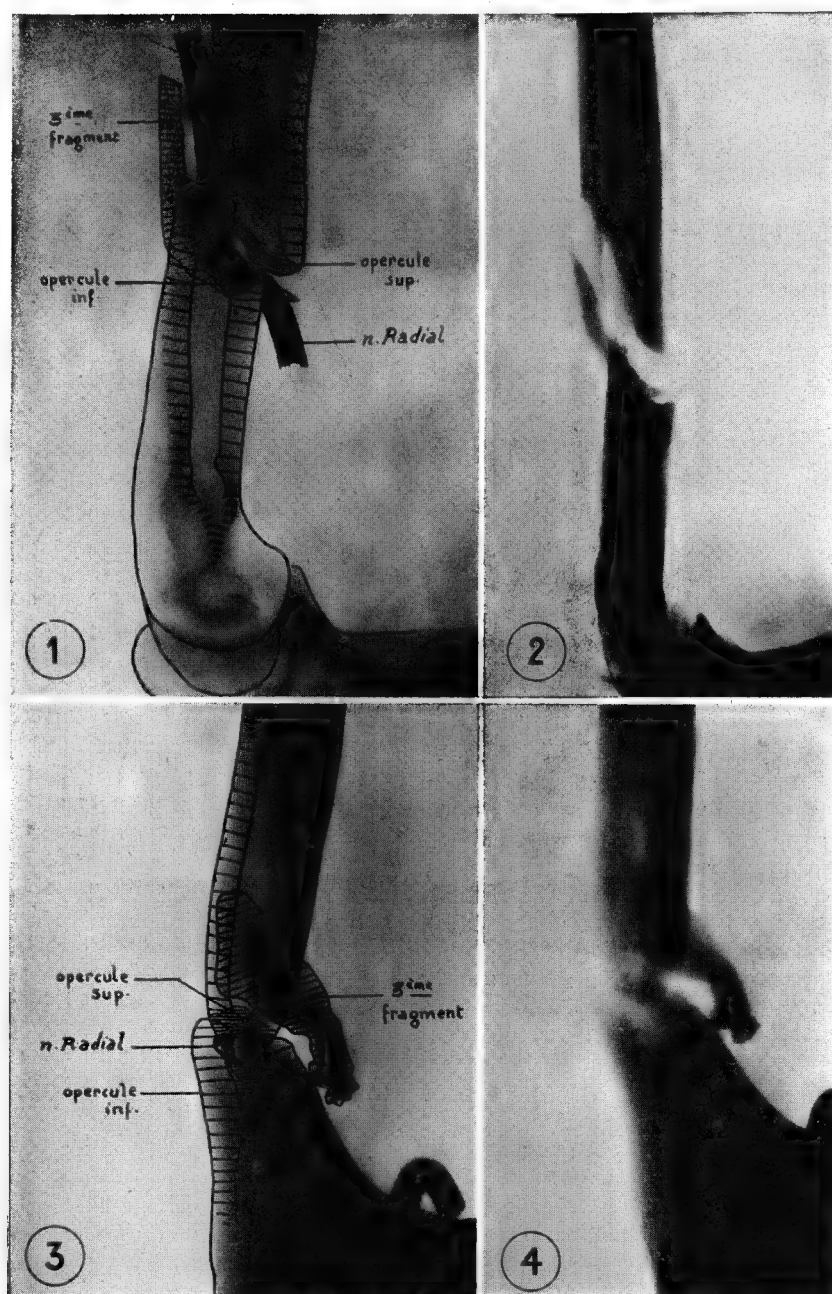 3ème
fragment
opercule
inf.
opercule
sup.
n. Radial
1
2
opercule
sup.
n. Radial
opercule
inf.
3ème
fragment
3
4